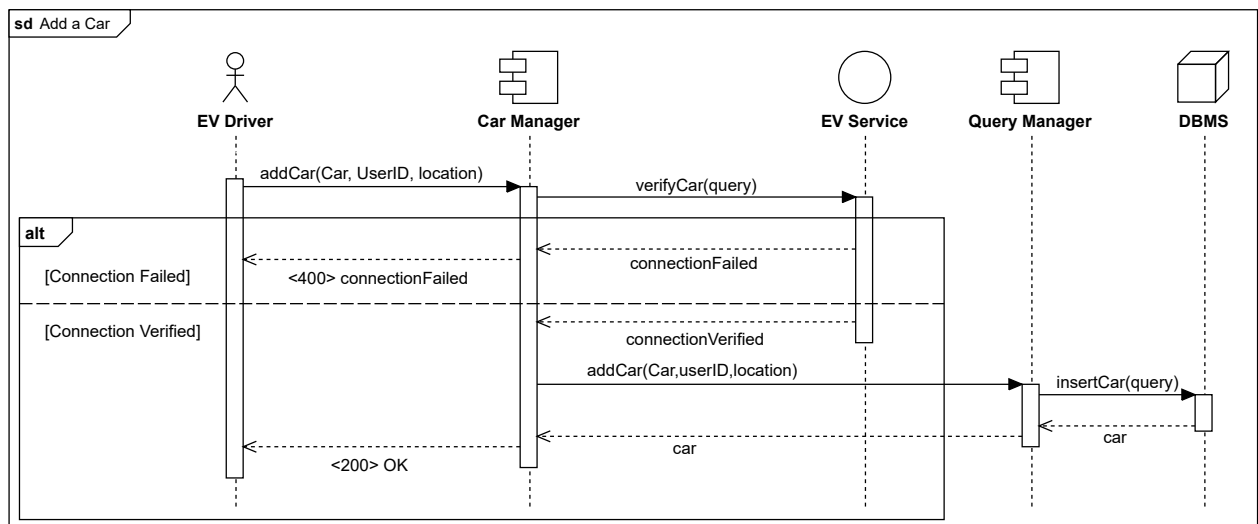 sd Add a Car
EV Driver
Car Manager
EV Service
Query Manager
DBMS
addCar(Car, UserID, location)
verifyCar(query)
alt
[Connection Failed]
connectionFailed
<400> connectionFailed
[Connection Verified]
connectionVerified
addCar(Car,userID,location)
insertCar(query)
car
car
<200> OK